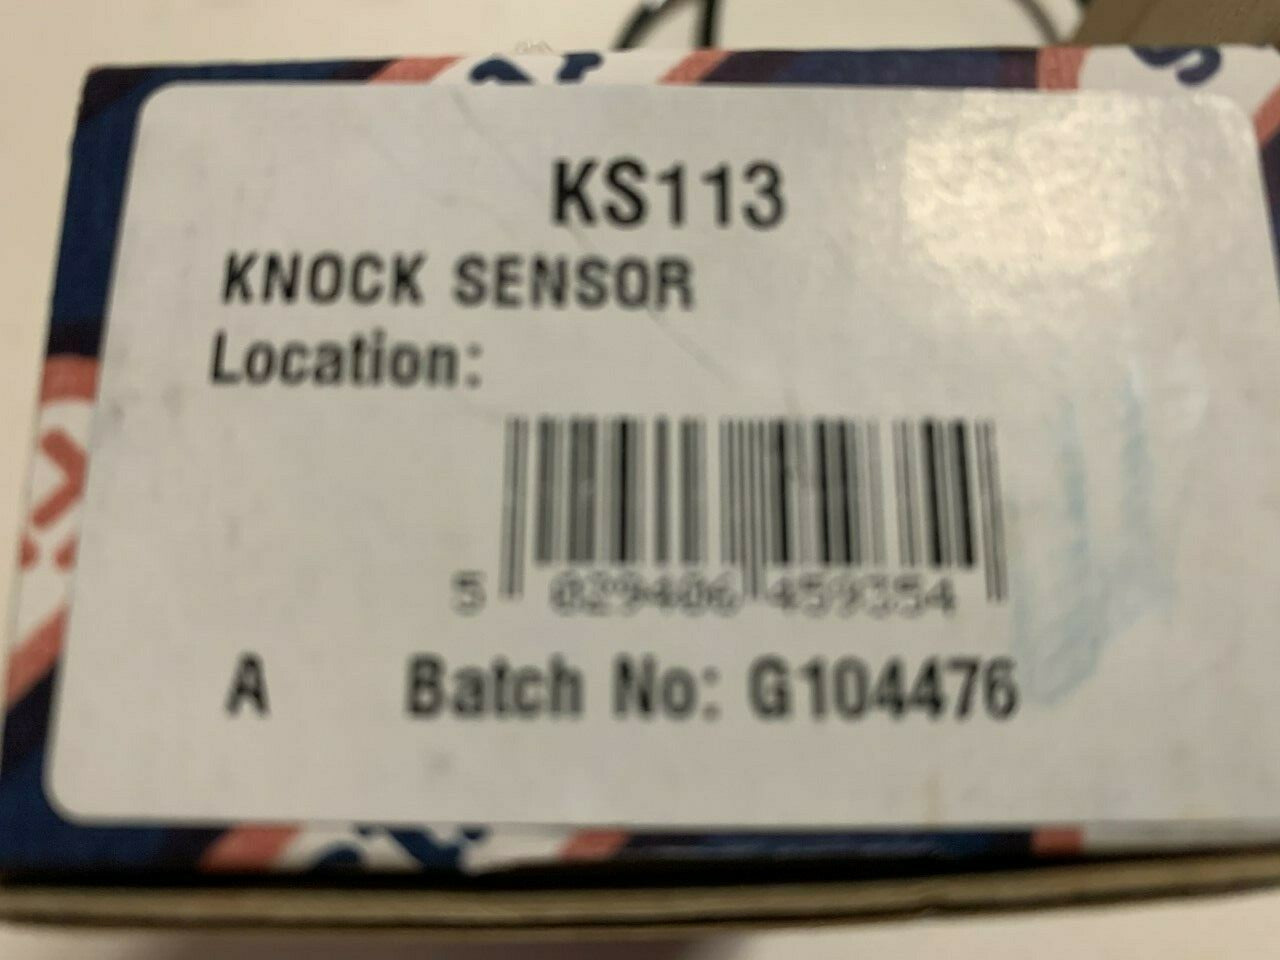 KS113
KNOCK SENSOR
Location:
5 029406 459354
A Batch No: G104476